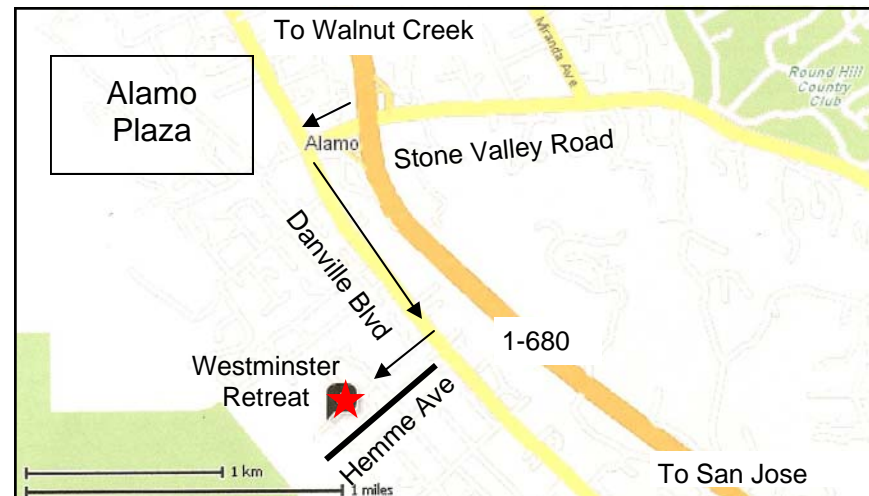 To Walnut Creek
Alamo
Plaza
Miranda Ave
Round Hill
Country
Club
Alamo
Stone Valley Road
Danville Blvd
1-680
Westminster
Retreat
Hemme Ave
To San Jose
1 km
1 miles